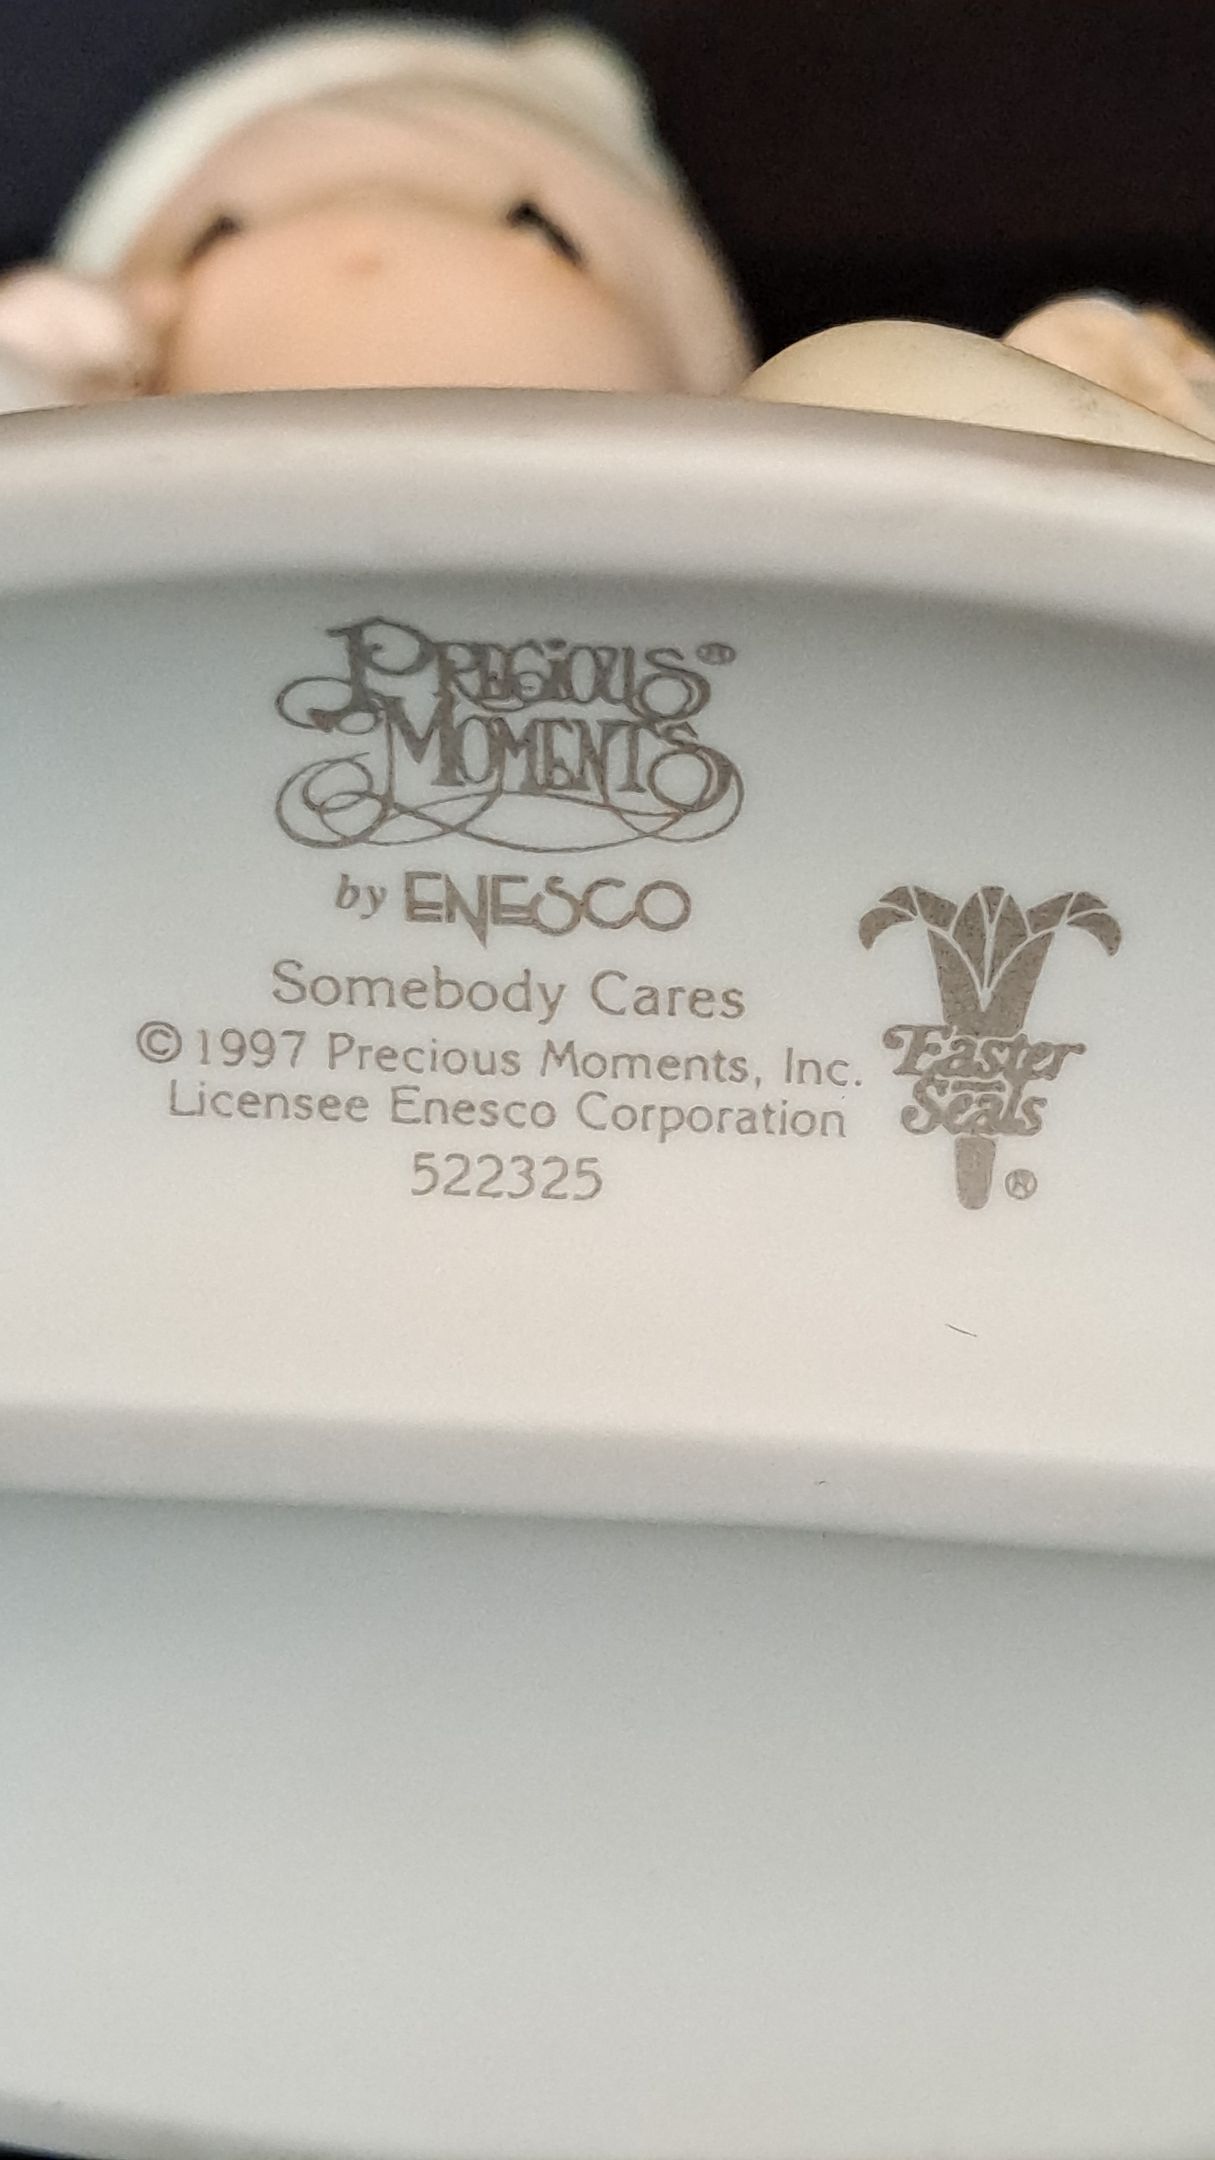 PRECIOUS ®
MOMENTS
by ENESCO
Somebody Cares
©1997 Precious Moments, Inc.
Licensee Enesco Corporation
522325
Easter
Seals
®